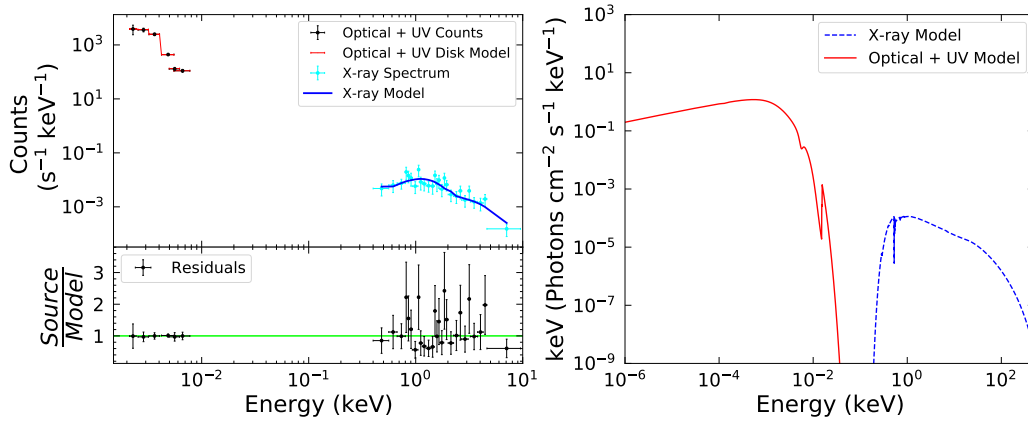 Counts
(s⁻¹ keV⁻¹)
10³
10¹
10⁻¹
10⁻³
Optical + UV Counts
Optical + UV Disk Model
X-ray Spectrum
X-ray Model
Source
Model
3
2
1
Residuals
10⁻²
10⁻¹
10⁰
10¹
Energy (keV)
keV (Photons cm⁻² s⁻¹ keV⁻¹)
10¹
10⁻¹
10⁻³
10⁻⁵
10⁻⁷
10⁻⁹
X-ray Model
Optical + UV Model
10⁻⁶
10⁻⁴
10⁻²
10⁰
10²
Energy (keV)